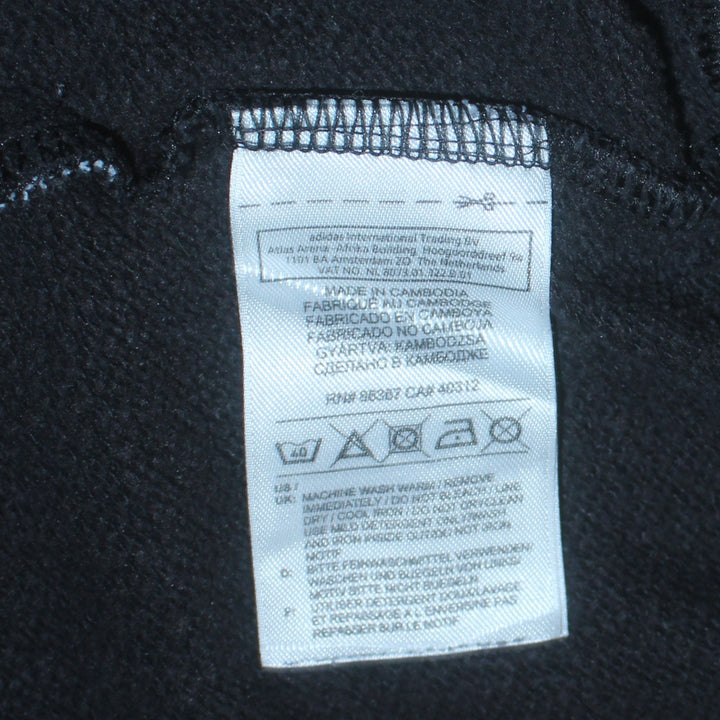 adidas International Trading BV
Atlas Arena -Afrika Building, Hoogoorddreef 9a
1101 BA Amsterdam ZO The Netherlands
VAT NO. NL 8073.01.122.B.01
MADE IN CAMBODIA
FABRIQUÉ AU CAMBODGE
FABRICADO EN CAMBOYA
FABRICADO NO CAMBOJA
GYÁRTVA: KAMBODZSA
СДЕЛАНО В КАМБОДЖЕ
RN# 88387 CA# 40312
40
US /
UK: MACHINE WASH WARM / REMOVE
IMMEDIATELY / DO NOT BLEACH / LINE
DRY / COOL IRON / DO NOT DRYCLEAN
USE MILD DETERGENT ONLY/WASH
AND IRON INSIDE OUT/DO NOT IRON
MOTIF
D: BITTE FEINWASCHMITTEL VERWENDEN/
WASCHEN UND BUEGELN VON LINKS/
MOTIV BITTE NICHT BUEGELN
F: UTILISER DETERGENT DOUX/LAVAGE
ET REPASSAGE A L'ENVERS/NE PAS
REPASSER SUR LE MOTIF